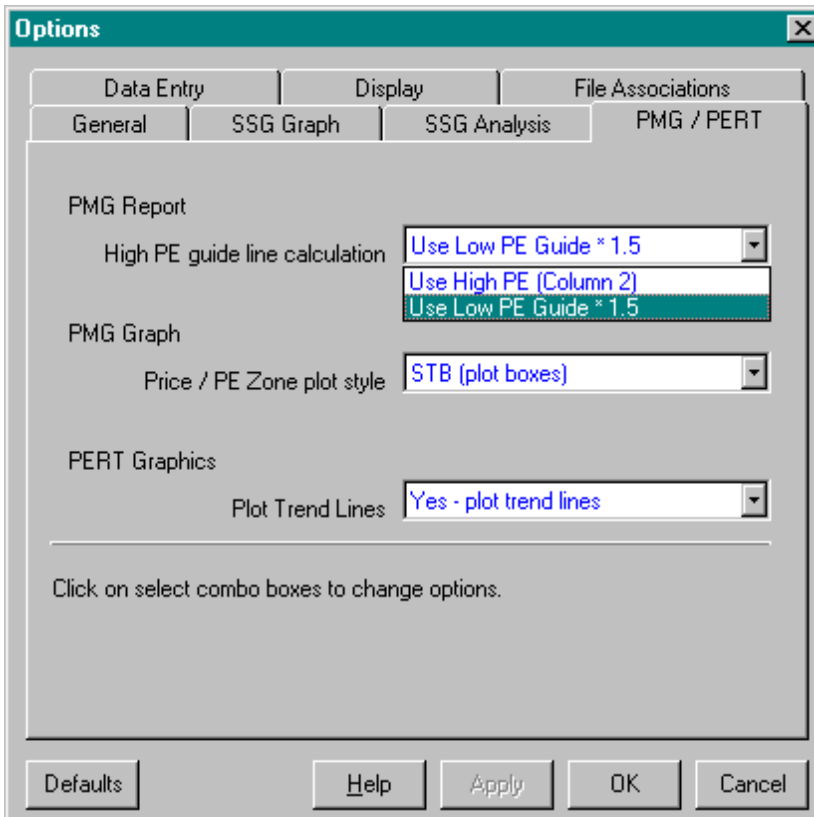 Options
Data Entry
Display
File Associations
General
SSG Graph
SSG Analysis
PMG / PERT
PMG Report
High PE guide line calculation
Use Low PE Guide * 1.5
Use High PE (Column 2)
Use Low PE Guide * 1.5
PMG Graph
Price / PE Zone plot style
STB (plot boxes)
PERT Graphics
Plot Trend Lines
Yes - plot trend lines
Click on select combo boxes to change options.
Defaults
Help
Apply
OK
Cancel